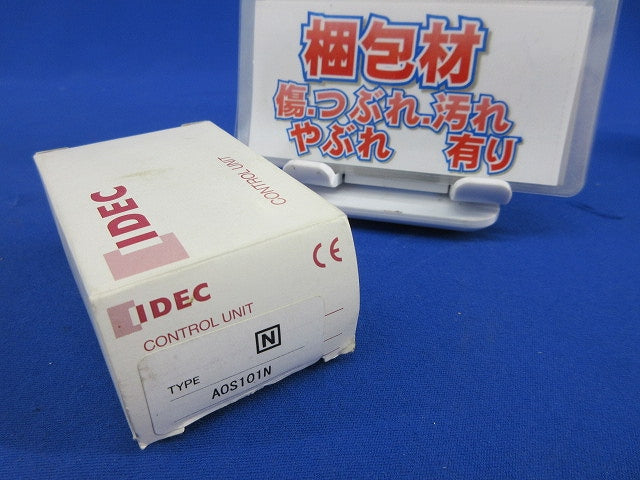 梱包材
傷.つぶれ.汚れ
やぶれ 有り
IDEC
CONTROL UNIT
CE
IDEC
CONTROL UNIT
N
TYPE AOS101N